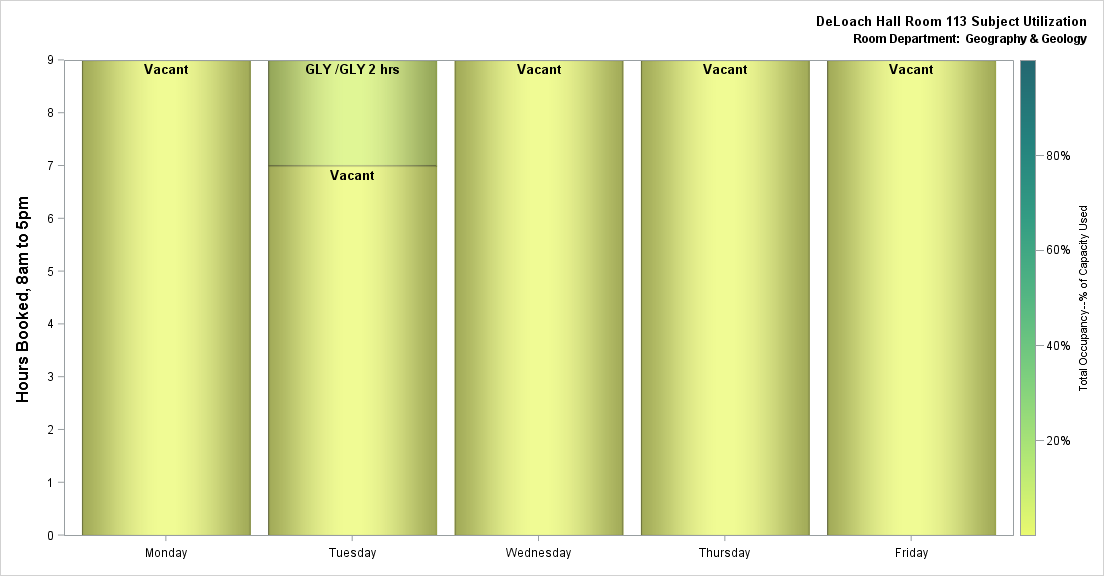 DeLoach Hall Room 113 Subject Utilization
Room Department: Geography & Geology
Hours Booked, 8am to 5pm
9
8
7
6
5
4
3
2
1
0
Vacant
GLY /GLY 2 hrs
Vacant
Vacant
Vacant
Vacant
Monday
Tuesday
Wednesday
Thursday
Friday
80%
60%
40%
20%
Total Occupancy--% of Capacity Used